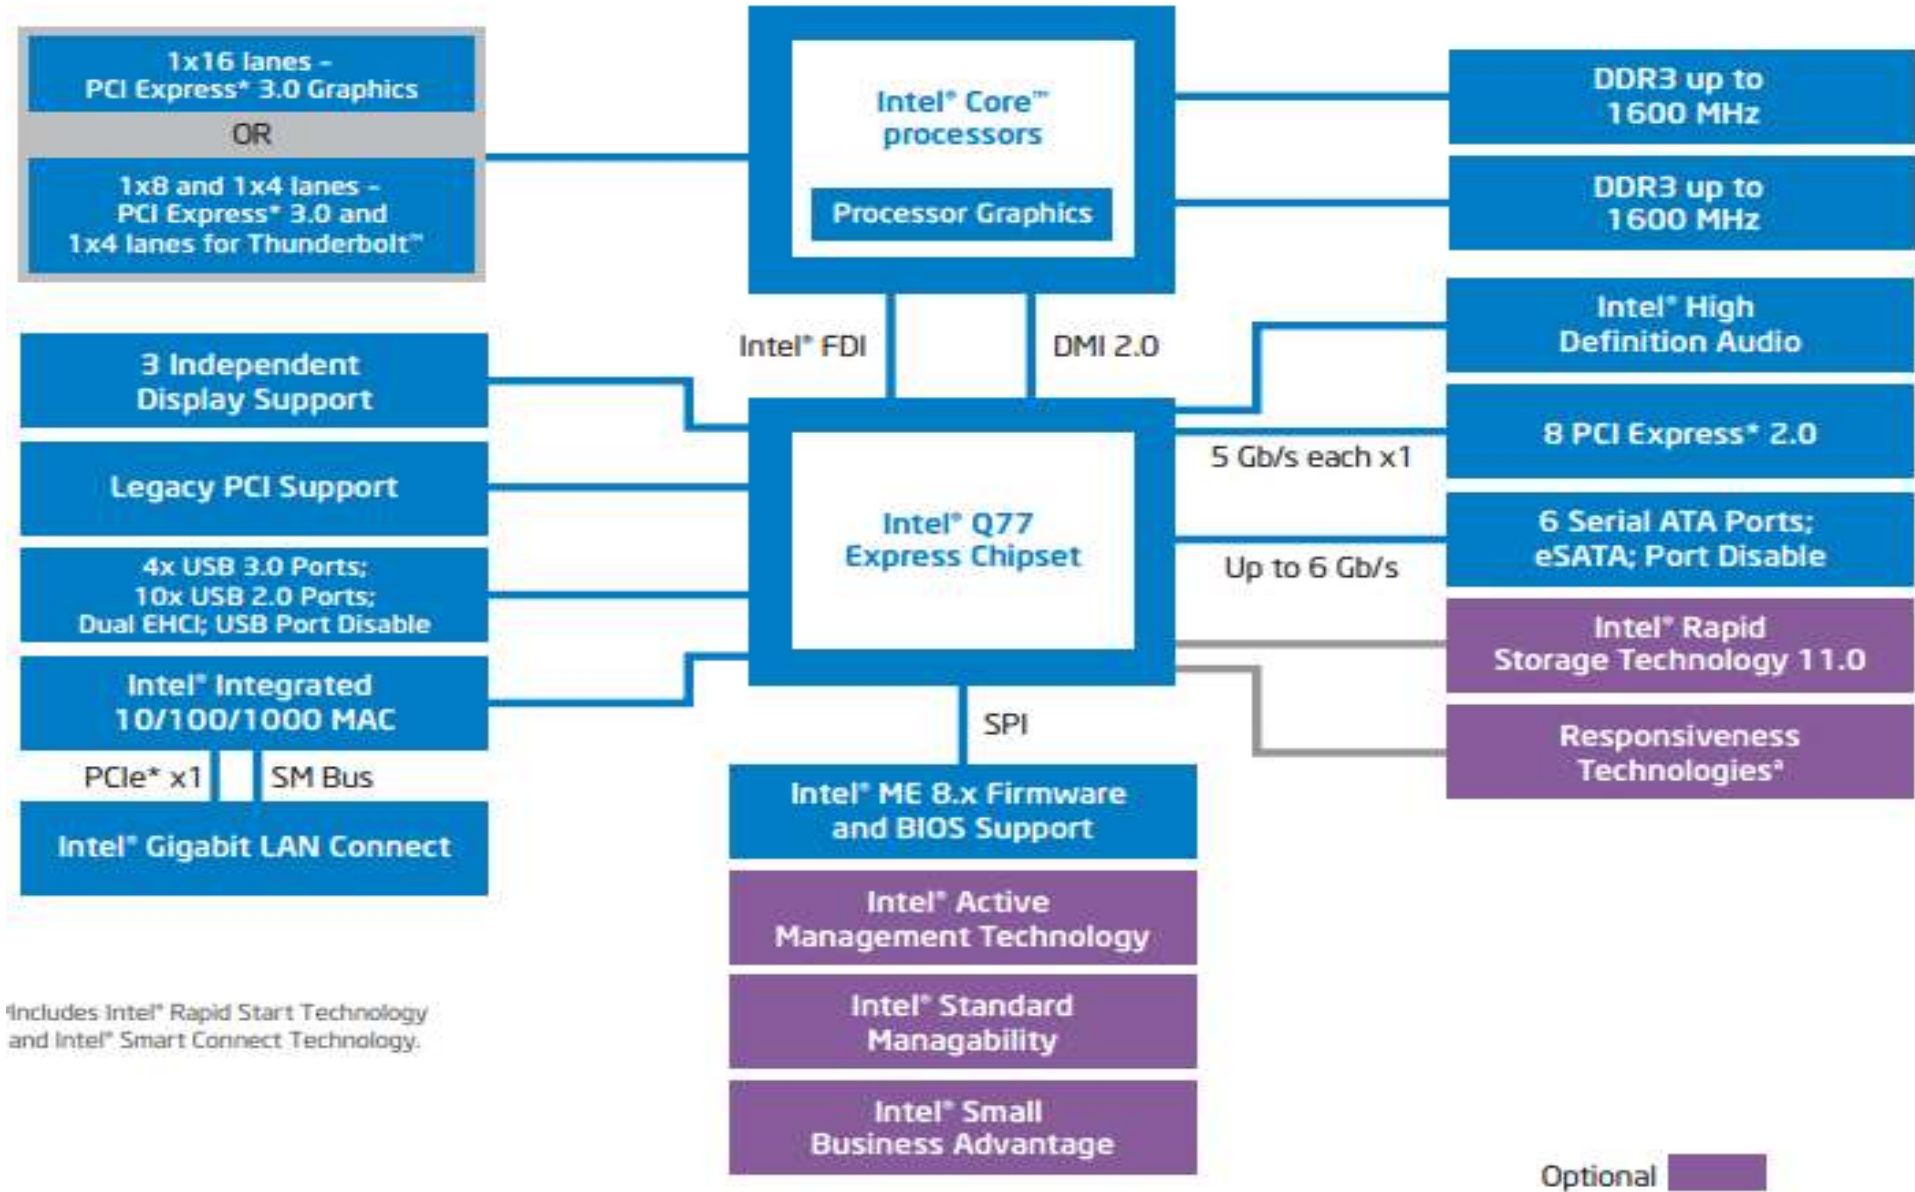 1x16 lanes –
PCI Express* 3.0 Graphics
OR
1x8 and 1x4 lanes –
PCI Express* 3.0 and
1x4 lanes for Thunderbolt™
Intel® Core™
processors
Processor Graphics
DDR3 up to
1600 MHz
DDR3 up to
1600 MHz
Intel® FDI
DMI 2.0
3 Independent
Display Support
Legacy PCI Support
4x USB 3.0 Ports;
10x USB 2.0 Ports;
Dual EHCI; USB Port Disable
Intel® Integrated
10/100/1000 MAC
PCIe* x1
SM Bus
Intel® Gigabit LAN Connect
Intel® Q77
Express Chipset
Intel® High
Definition Audio
8 PCI Express* 2.0
5 Gb/s each x1
6 Serial ATA Ports;
eSATA; Port Disable
Up to 6 Gb/s
Intel® Rapid
Storage Technology 11.0
Responsiveness
Technologiesª
SPI
Intel® ME 8.x Firmware
and BIOS Support
Intel® Active
Management Technology
Intel® Standard
Managability
Intel® Small
Business Advantage
ªIncludes Intel® Rapid Start Technology
and Intel® Smart Connect Technology.
Optional